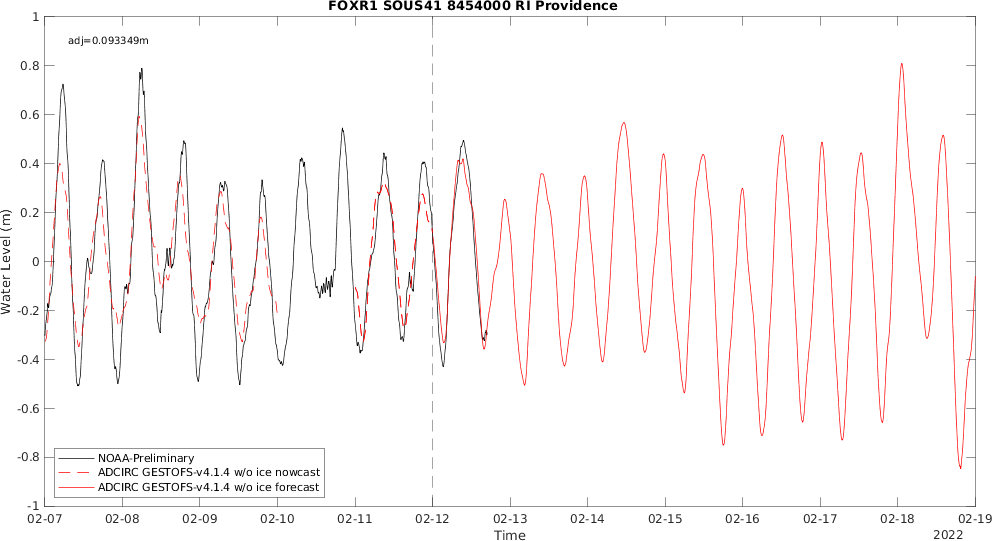 FOXR1 SOUS41 8454000 RI Providence
adj=0.093349m
Water Level (m)
1
0.8
0.6
0.4
0.2
0
-0.2
-0.4
-0.6
-0.8
-1
NOAA-Preliminary
ADCIRC GESTOFS-v4.1.4 w/o ice nowcast
ADCIRC GESTOFS-v4.1.4 w/o ice forecast
02-07 02-08 02-09 02-10 02-11 02-12 02-13 02-14 02-15 02-16 02-17 02-18 02-19
Time
2022